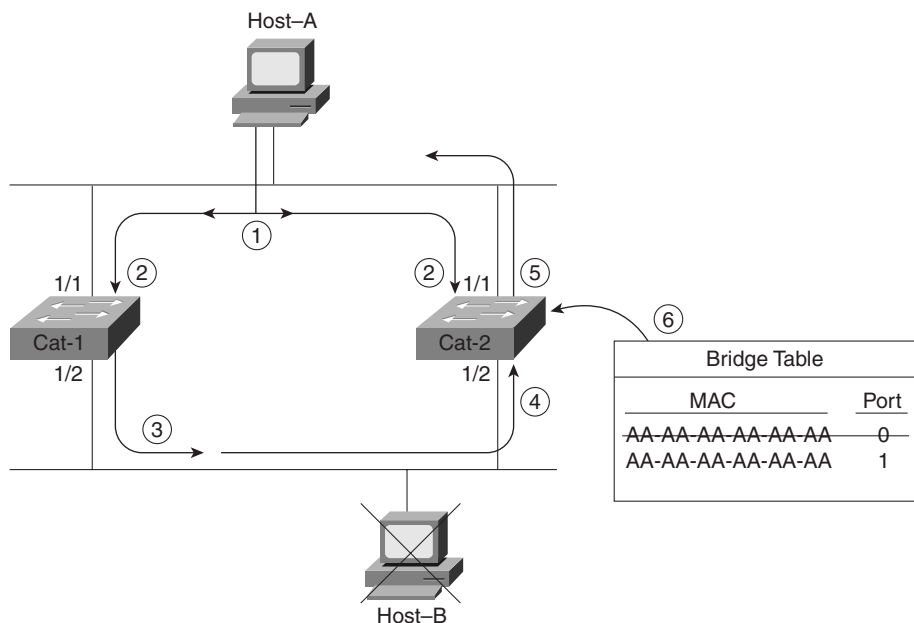 Host–A
1
2
2
5
1/1
1/1
6
Cat-1
Cat-2
Bridge Table
1/2
1/2
4
MAC Port
3
AA-AA-AA-AA-AA-AA 0
AA-AA-AA-AA-AA-AA 1
Host–B